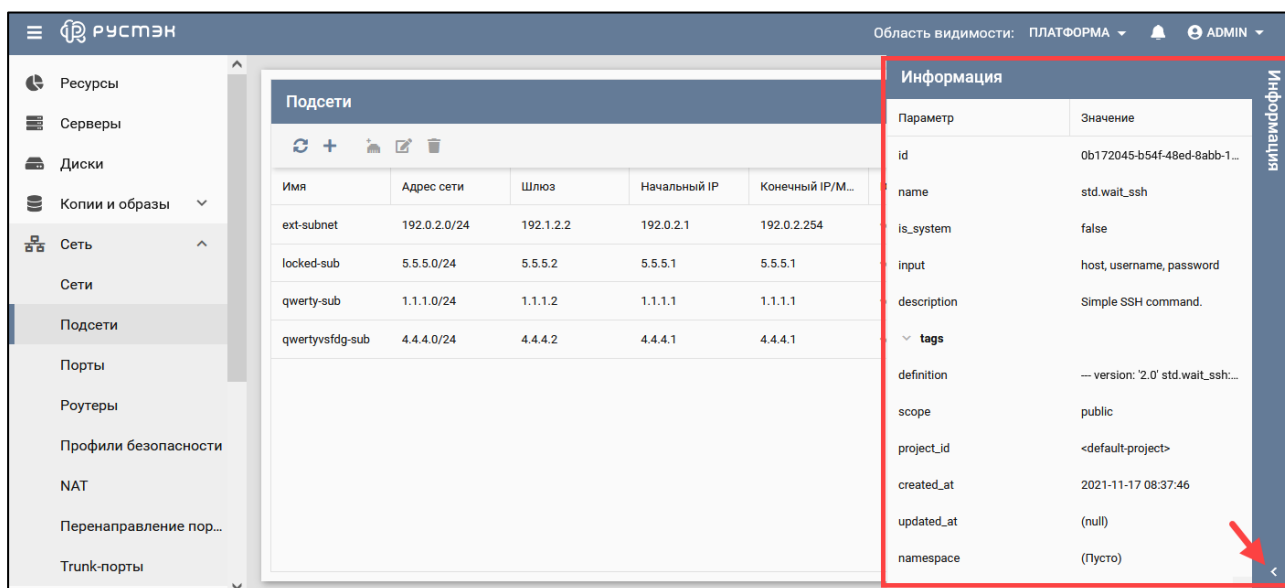 РУСТЭК
Область видимости: ПЛАТФОРМА ADMIN
Ресурсы
Серверы
Диски
Копии и образы
Сеть
Сети
Подсети
Порты
Роутеры
Профили безопасности
NAT
Перенаправление пор...
Trunk-порты
Подсети
Имя Адрес сети Шлюз Начальный IP Конечный IP/М...
ext-subnet 192.0.2.0/24 192.1.2.2 192.0.2.1 192.0.2.254
locked-sub 5.5.5.0/24 5.5.5.2 5.5.5.1 5.5.5.1
qwerty-sub 1.1.1.0/24 1.1.1.2 1.1.1.1 1.1.1.1
qwertyvsfdg-sub 4.4.4.0/24 4.4.4.2 4.4.4.1 4.4.4.1
Информация
Параметр Значение
id 0b172045-b54f-48ed-8abb-1...
name std.wait_ssh
is_system false
input host, username, password
description Simple SSH command.
tags
definition --- version: '2.0' std.wait_ssh:...
scope public
project_id <default-project>
created_at 2021-11-17 08:37:46
updated_at (null)
namespace (Пусто)
Информация